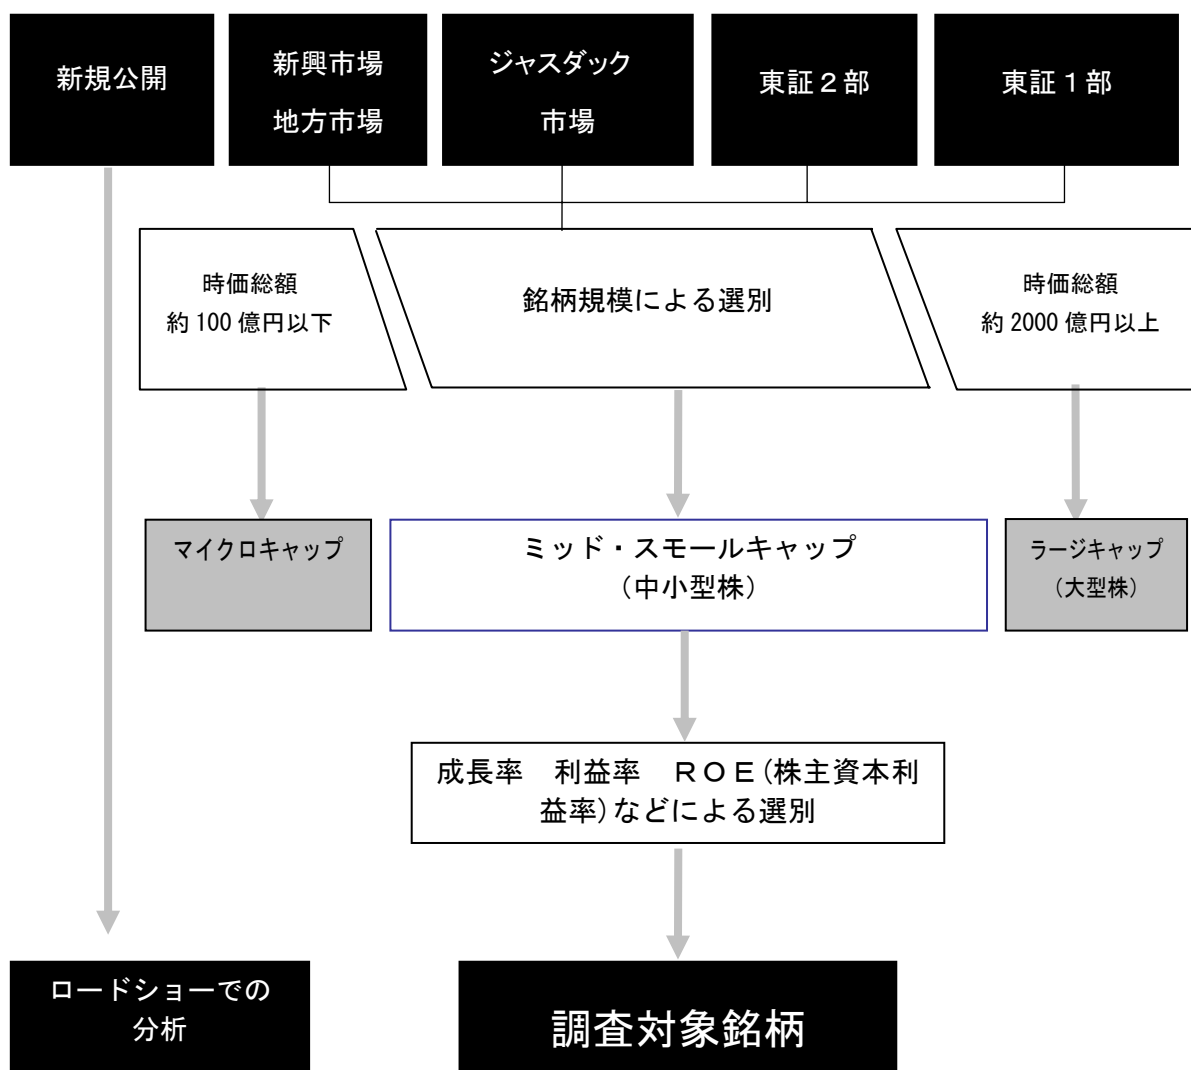 新規公開
新興市場
地方市場
ジャスダック
市場
東証２部
東証１部
時価総額
約 100 億円以下
銘柄規模による選別
時価総額
約 2000 億円以上
マイクロキャップ
ミッド・スモールキャップ
(中小型株)
ラージキャップ
(大型株)
成長率　利益率　ＲＯＥ(株主資本利
益率)などによる選別
ロードショーでの
分析
調査対象銘柄